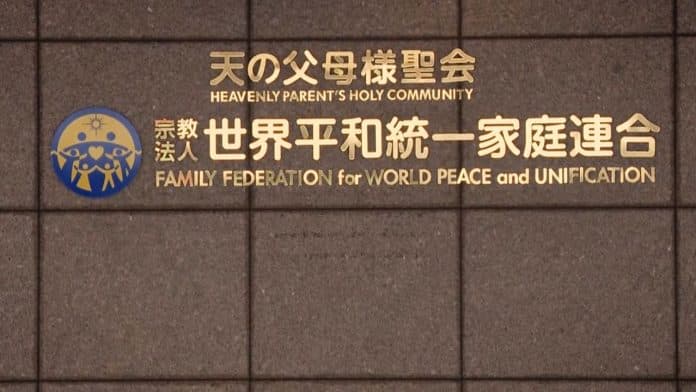 天の父母様聖会
HEAVENLY PARENT'S HOLY COMMUNITY
宗教法人 世界平和統一家庭連合
FAMILY FEDERATION for WORLD PEACE and UNIFICATION